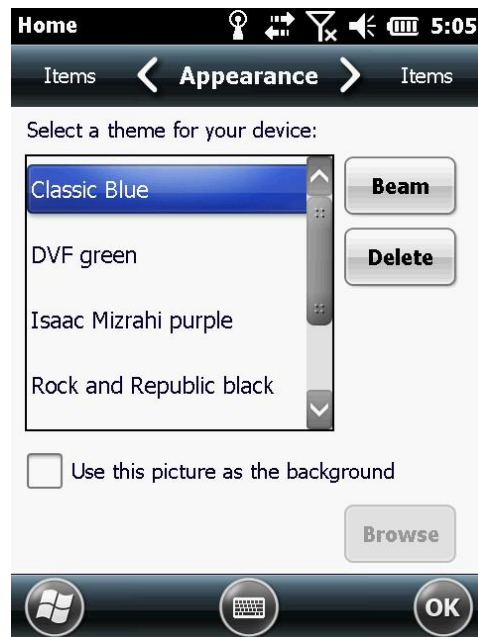 Home 5:05
Items Appearance Items
Select a theme for your device:
Classic Blue
Beam
DVF green
Delete
Isaac Mizrahi purple
Rock and Republic black
Use this picture as the background
Browse
OK